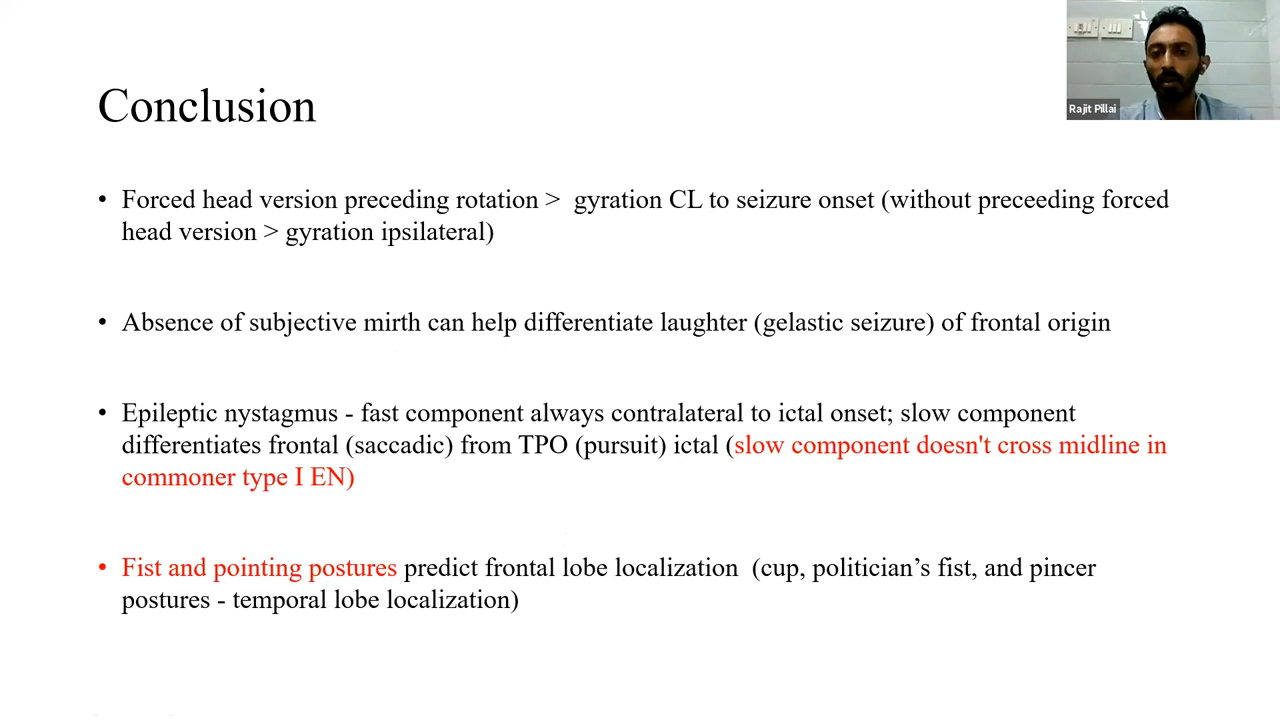 Rajit Pillai
Conclusion
• Forced head version preceding rotation > gyration CL to seizure onset (without preceeding forced
head version > gyration ipsilateral)
• Absence of subjective mirth can help differentiate laughter (gelastic seizure) of frontal origin
• Epileptic nystagmus - fast component always contralateral to ictal onset; slow component
differentiates frontal (saccadic) from TPO (pursuit) ictal (slow component doesn't cross midline in
commoner type I EN)
• Fist and pointing postures predict frontal lobe localization (cup, politician’s fist, and pincer
postures - temporal lobe localization)